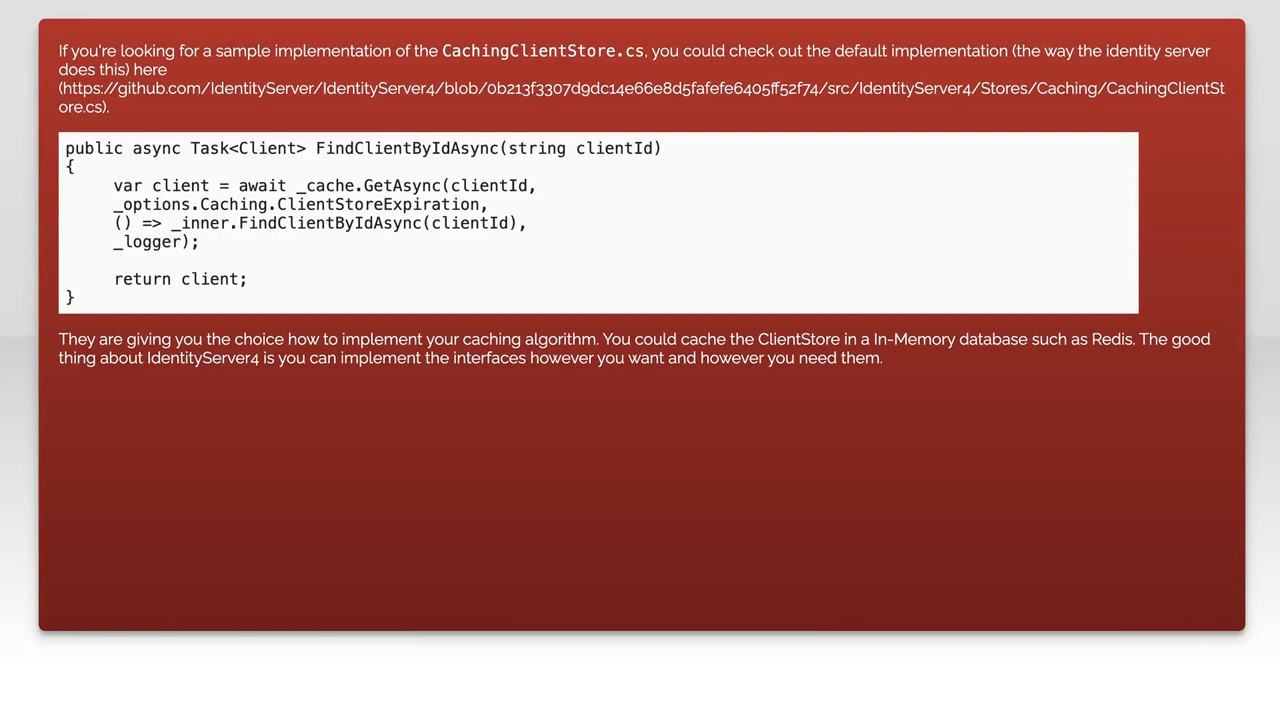 If you're looking for a sample implementation of the CachingClientStore.cs, you could check out the default implementation (the way the identity server
does this) here
(https://github.com/IdentityServer/IdentityServer4/blob/0b213f3307d9dc14e66e8d5fafefe6405ff52f74/src/IdentityServer4/Stores/Caching/CachingClientSt
ore.cs).
public async Task<Client> FindClientByIdAsync(string clientId)
{
     var client = await _cache.GetAsync(clientId,
     _options.Caching.ClientStoreExpiration,
     () => _inner.FindClientByIdAsync(clientId),
     _logger);
     return client;
}
They are giving you the choice how to implement your caching algorithm. You could cache the ClientStore in a In-Memory database such as Redis. The good
thing about IdentityServer4 is you can implement the interfaces however you want and however you need them.